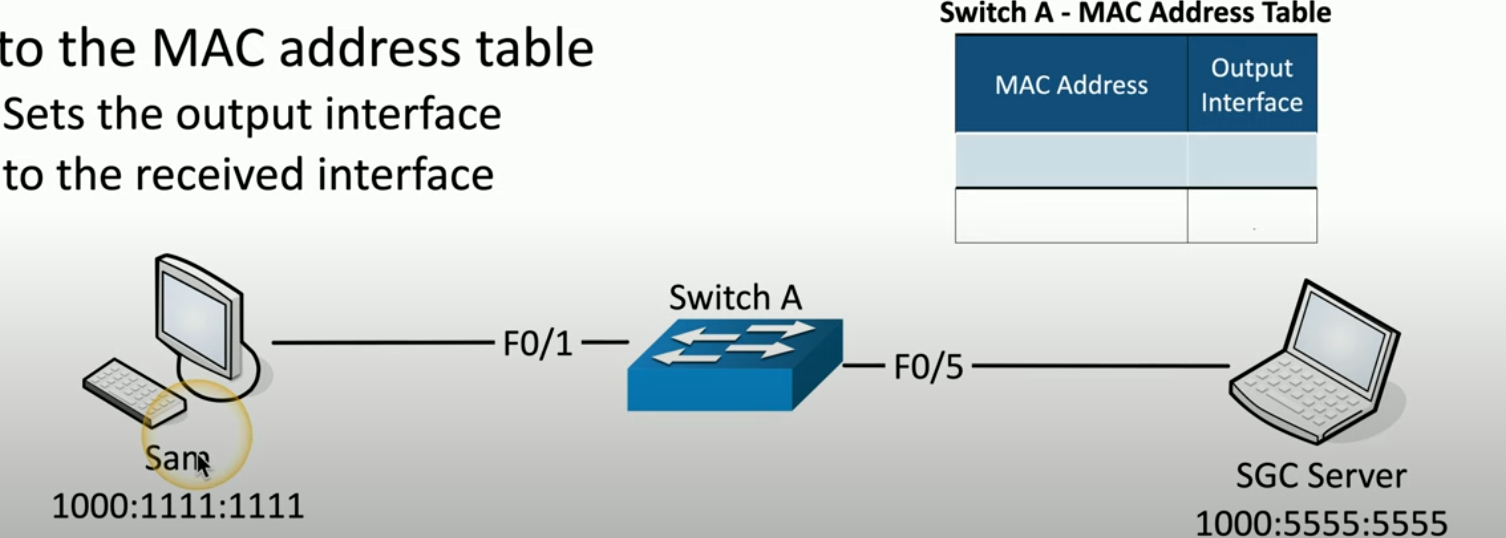 to the MAC address table
Sets the output interface
to the received interface
Switch A - MAC Address Table
MAC Address
Output
Interface
Switch A
F0/1
F0/5
Sam
1000:1111:1111
SGC Server
1000:5555:5555